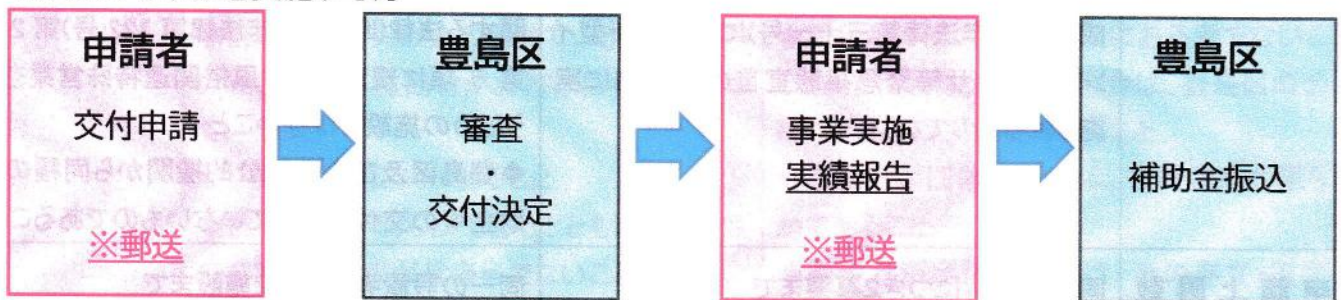 申請者
交付申請
※郵送
豊島区
審査
・
交付決定
申請者
事業実施
実績報告
※郵送
豊島区
補助金振込